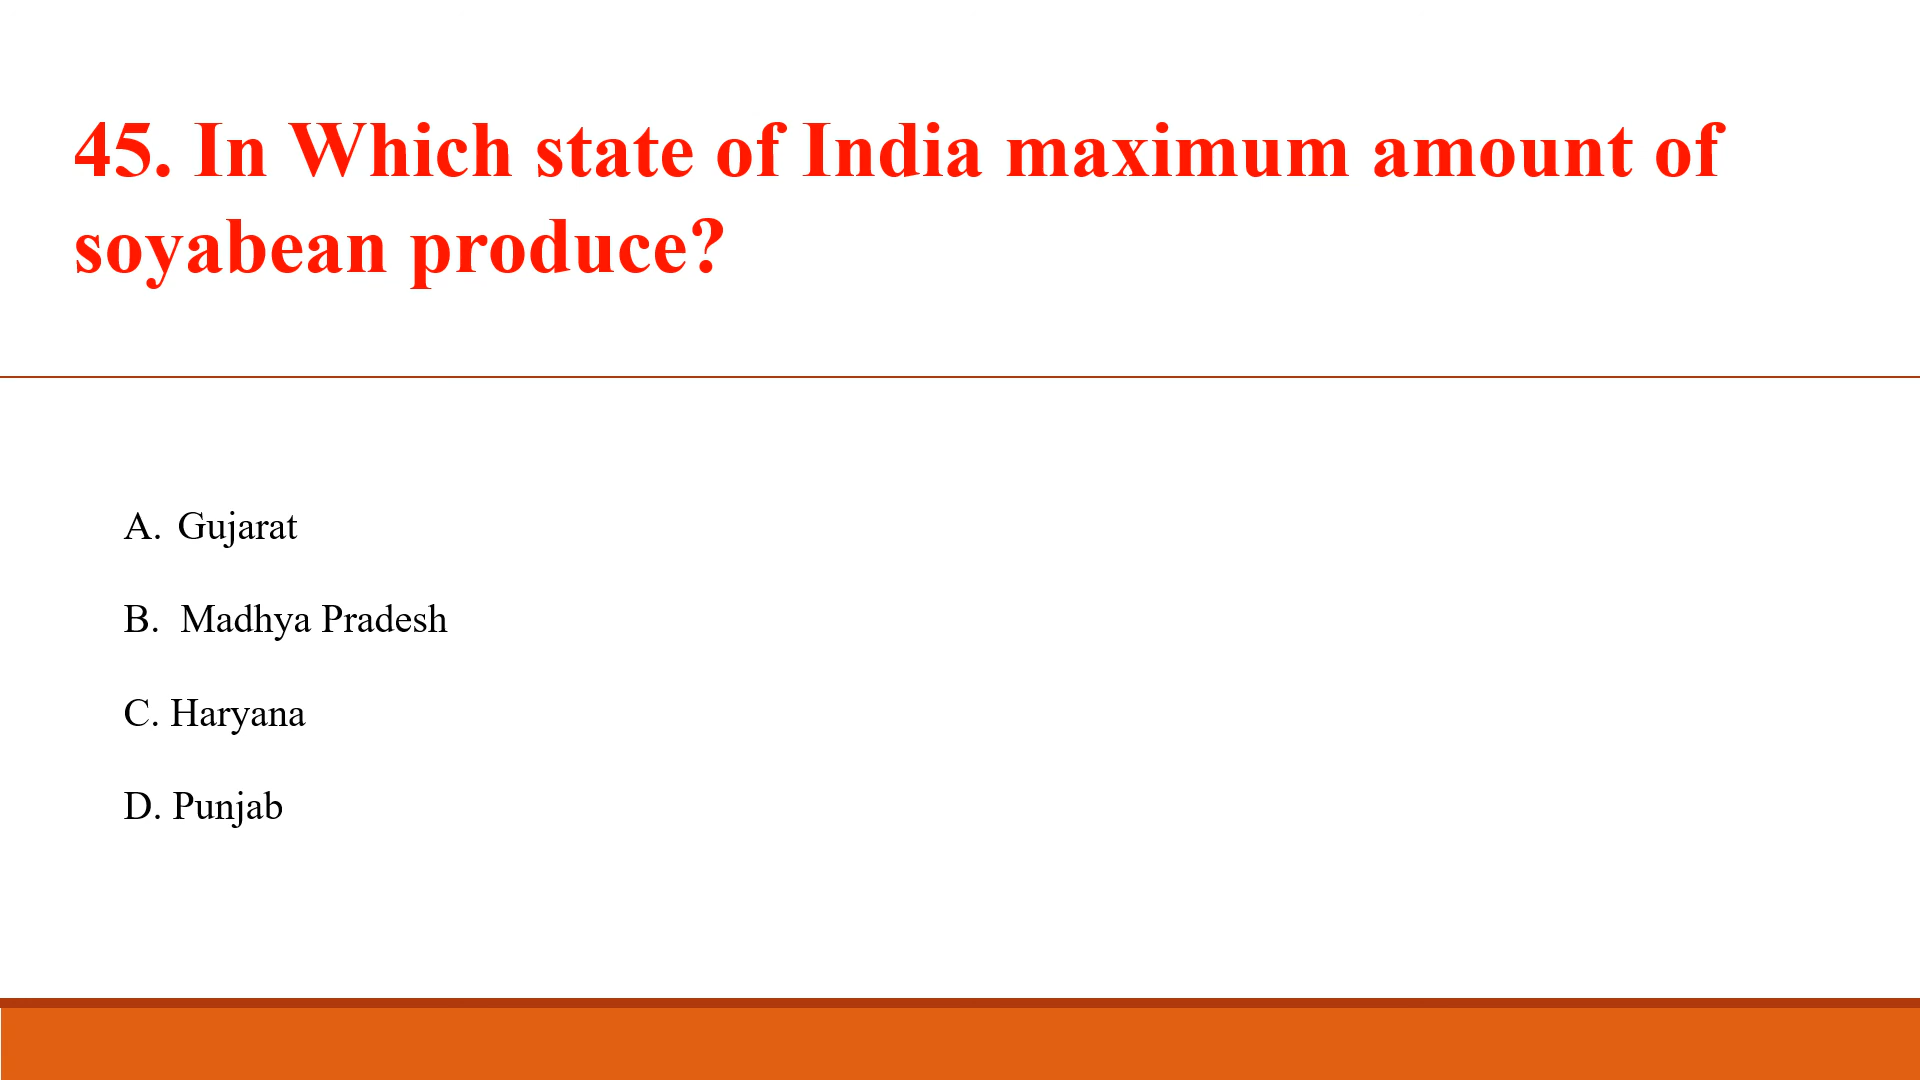 45. In Which state of India maximum amount of
soyabean produce?
A. Gujarat
B. Madhya Pradesh
C. Haryana
D. Punjab